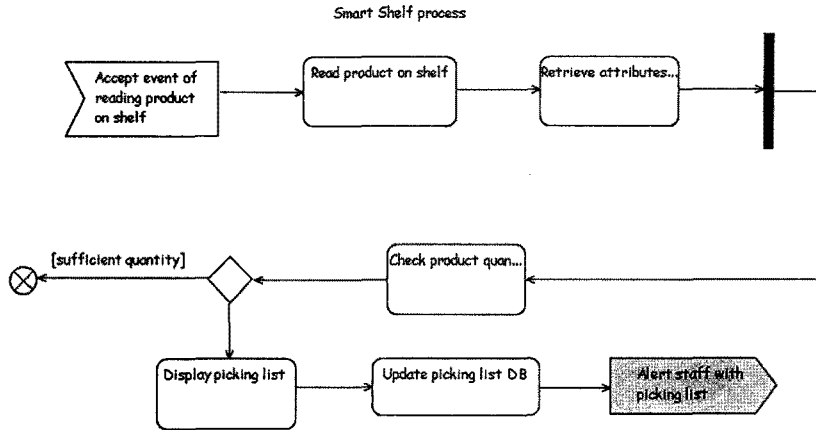 Smart Shelf process
Accept event of
reading product
on shelf
Read product on shelf
Retrieve attributes...
[sufficient quantity]
Check product quan...
Display picking list
Update picking list DB
Alert staff with
picking list